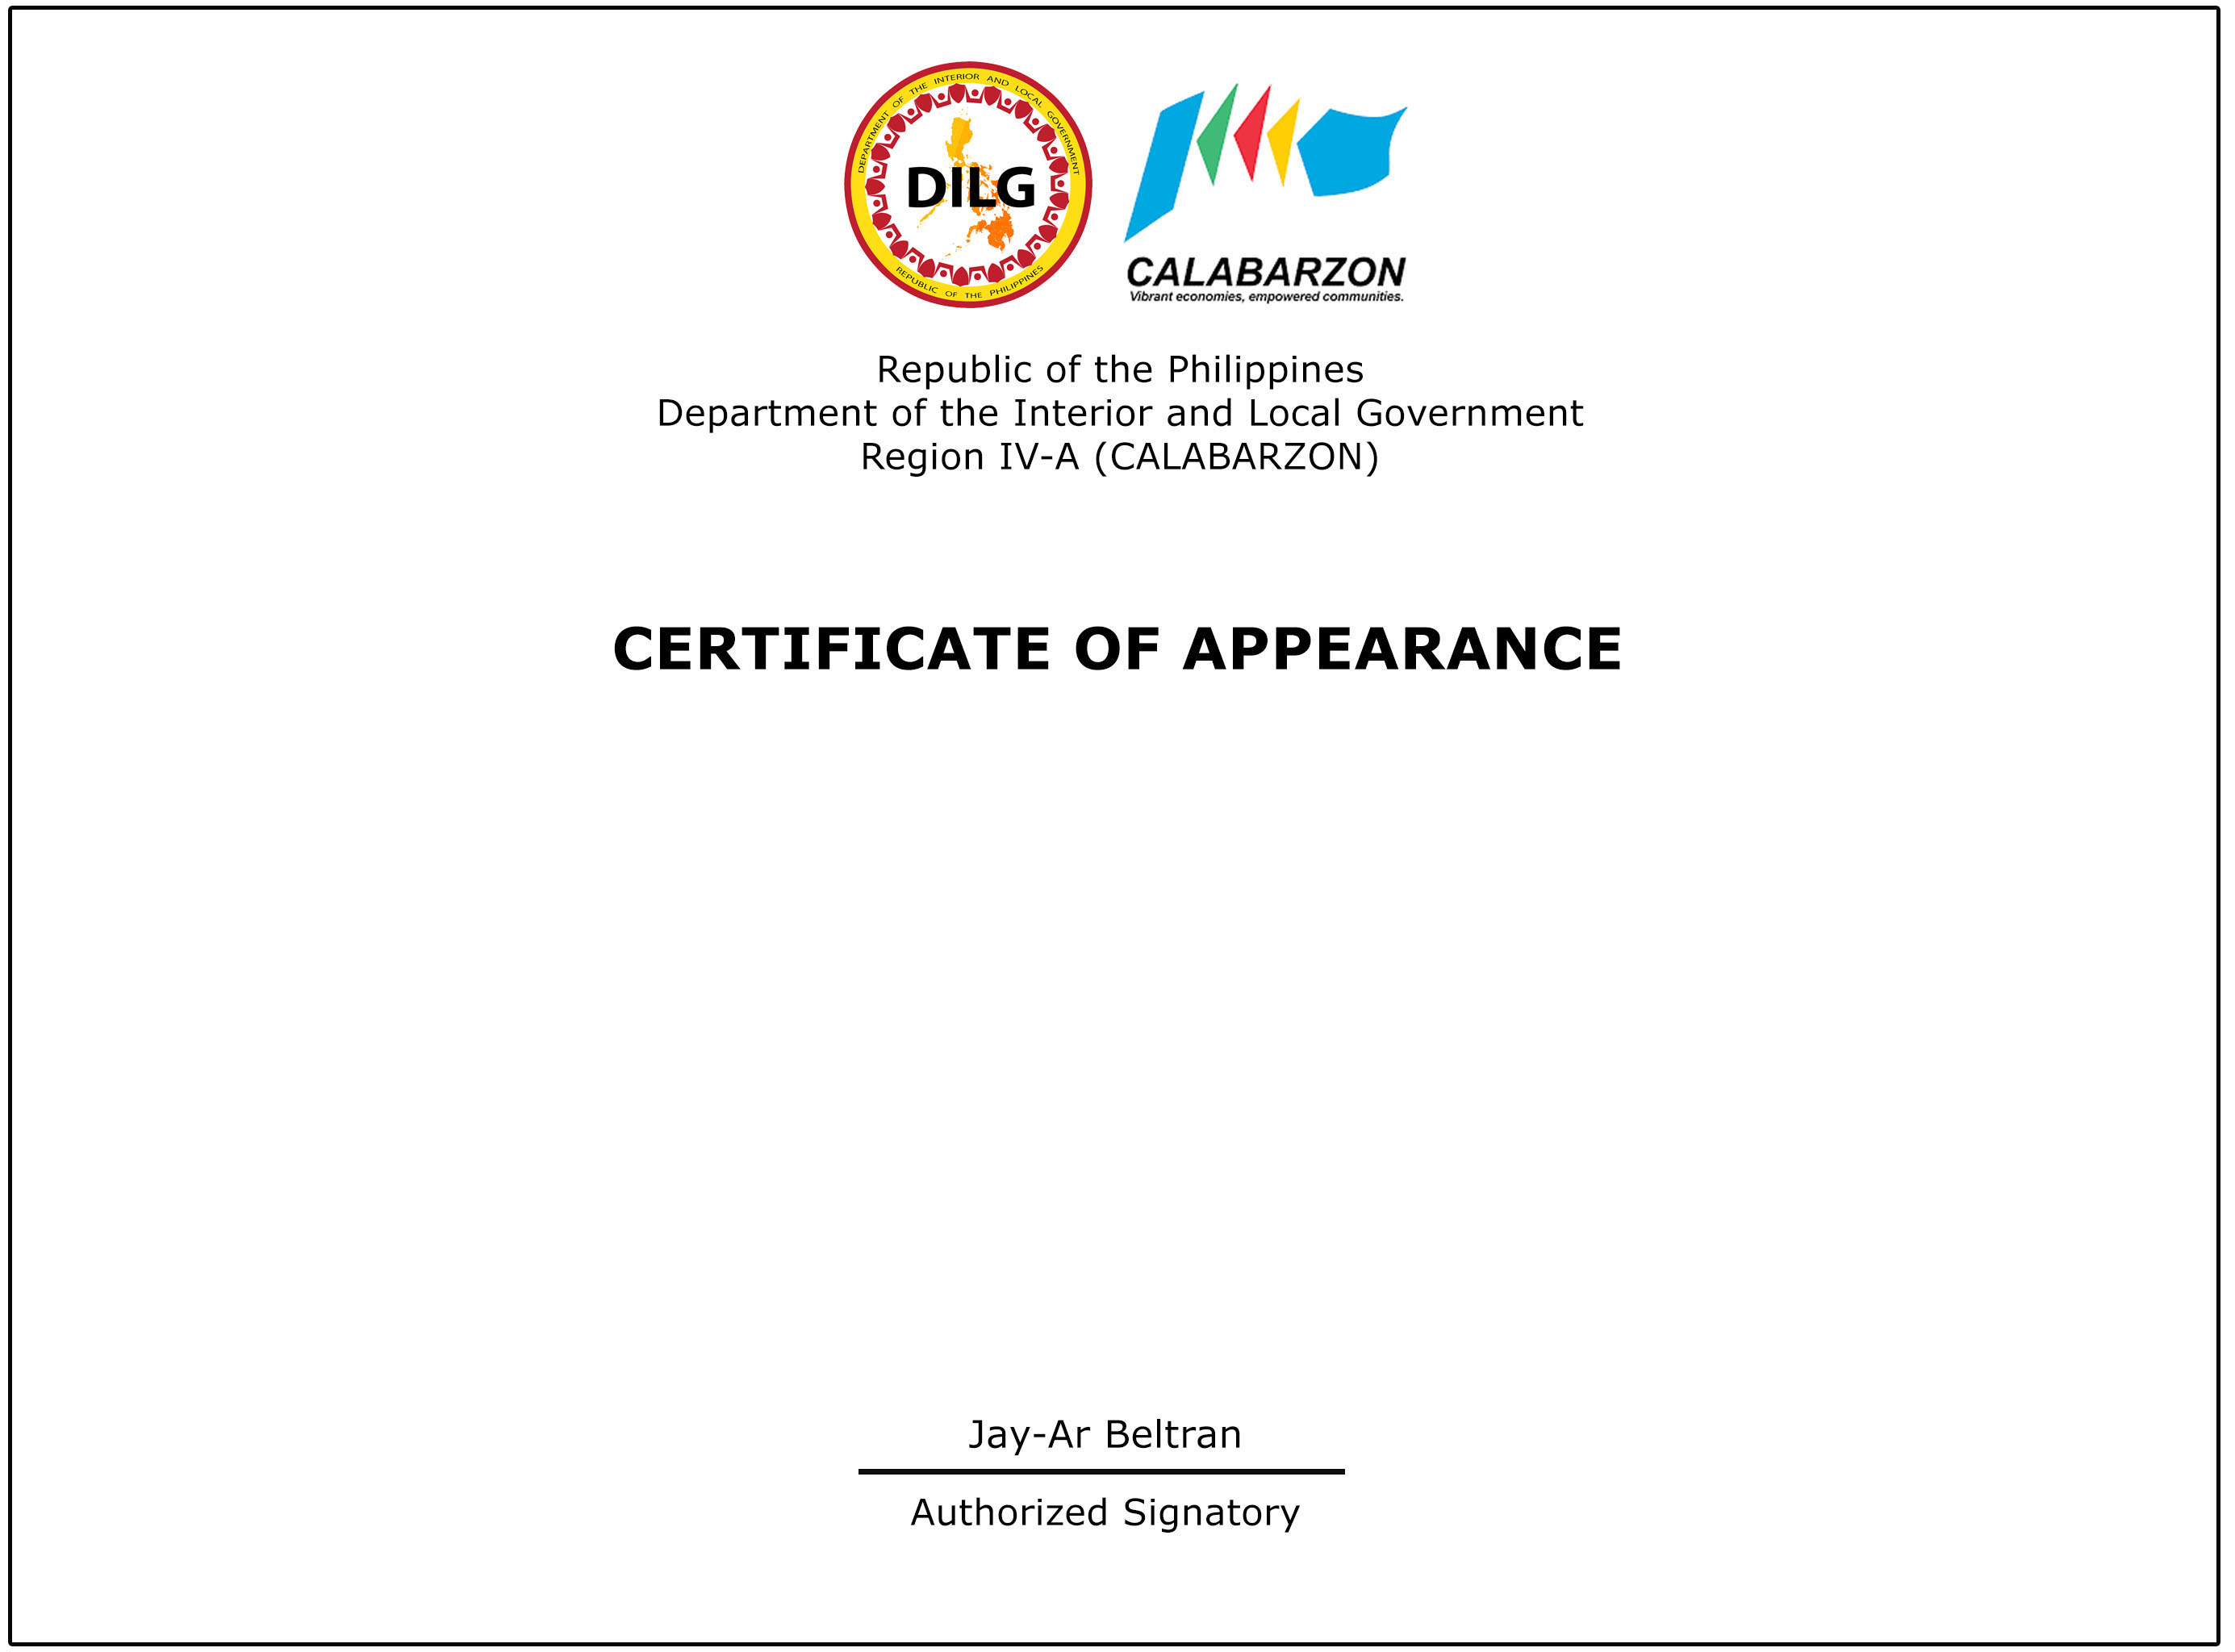 DEPARTMENT OF THE INTERIOR AND LOCAL GOVERNMENT
DILG
REPUBLIC OF THE PHILIPPINES
CALABARZON
Vibrant economies, empowered communities.
Republic of the Philippines
Department of the Interior and Local Government
Region IV-A (CALABARZON)
CERTIFICATE OF APPEARANCE
Jay-Ar Beltran
Authorized Signatory